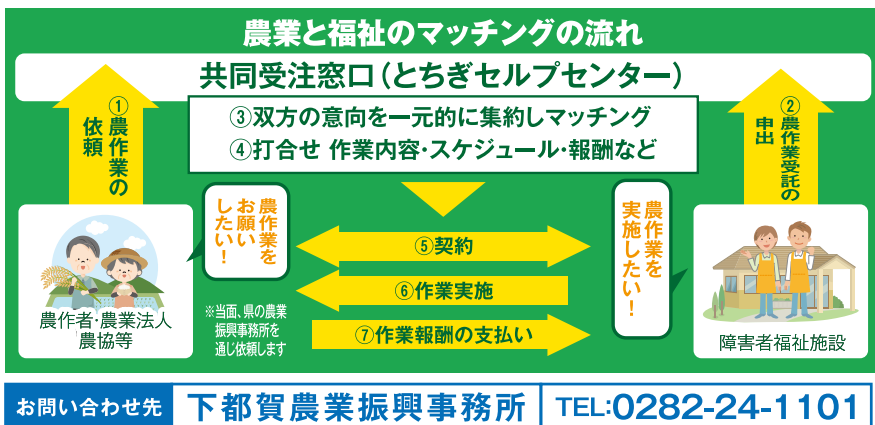 農業と福祉のマッチングの流れ
共同受注窓口（とちぎセルプセンター）
①農作業の
依頼
③双方の意向を一元的に集約しマッチング
④打合せ 作業内容・スケジュール・報酬など
②農作業受託の
申出
農作業を
お願い
したい！
農作業を
実施したい！
⑤契約
⑥作業実施
⑦作業報酬の支払い
※当面、県の農業
振興事務所を
通じ依頼します
農作者・農業法人
農協等
障害者福祉施設
お問い合わせ先
下都賀農業振興事務所
TEL:0282-24-1101